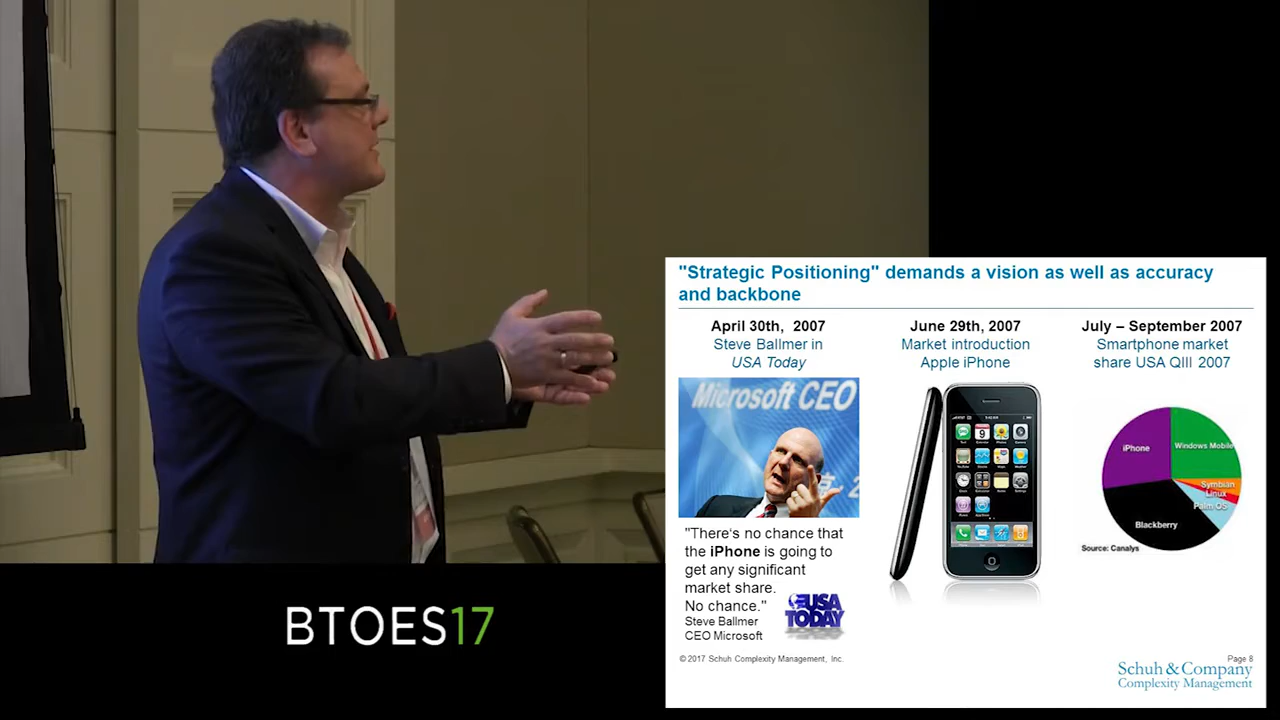 "Strategic Positioning" demands a vision as well as accuracy
and backbone
April 30th, 2007
Steve Ballmer in
USA Today
Microsoft CEO
"There's no chance that
the iPhone is going to
get any significant
market share.
No chance."
Steve Ballmer
CEO Microsoft
USA
TODAY
June 29th, 2007
Market introduction
Apple iPhone
July – September 2007
Smartphone market
share USA QIII 2007
iPhone
Windows Mobile
Symbian
Linux
Palm OS
Blackberry
Source: Canalys
BTOES17
© 2017 Schuh Complexity Management, Inc.
Page 8
Schuh & Company
Complexity Management